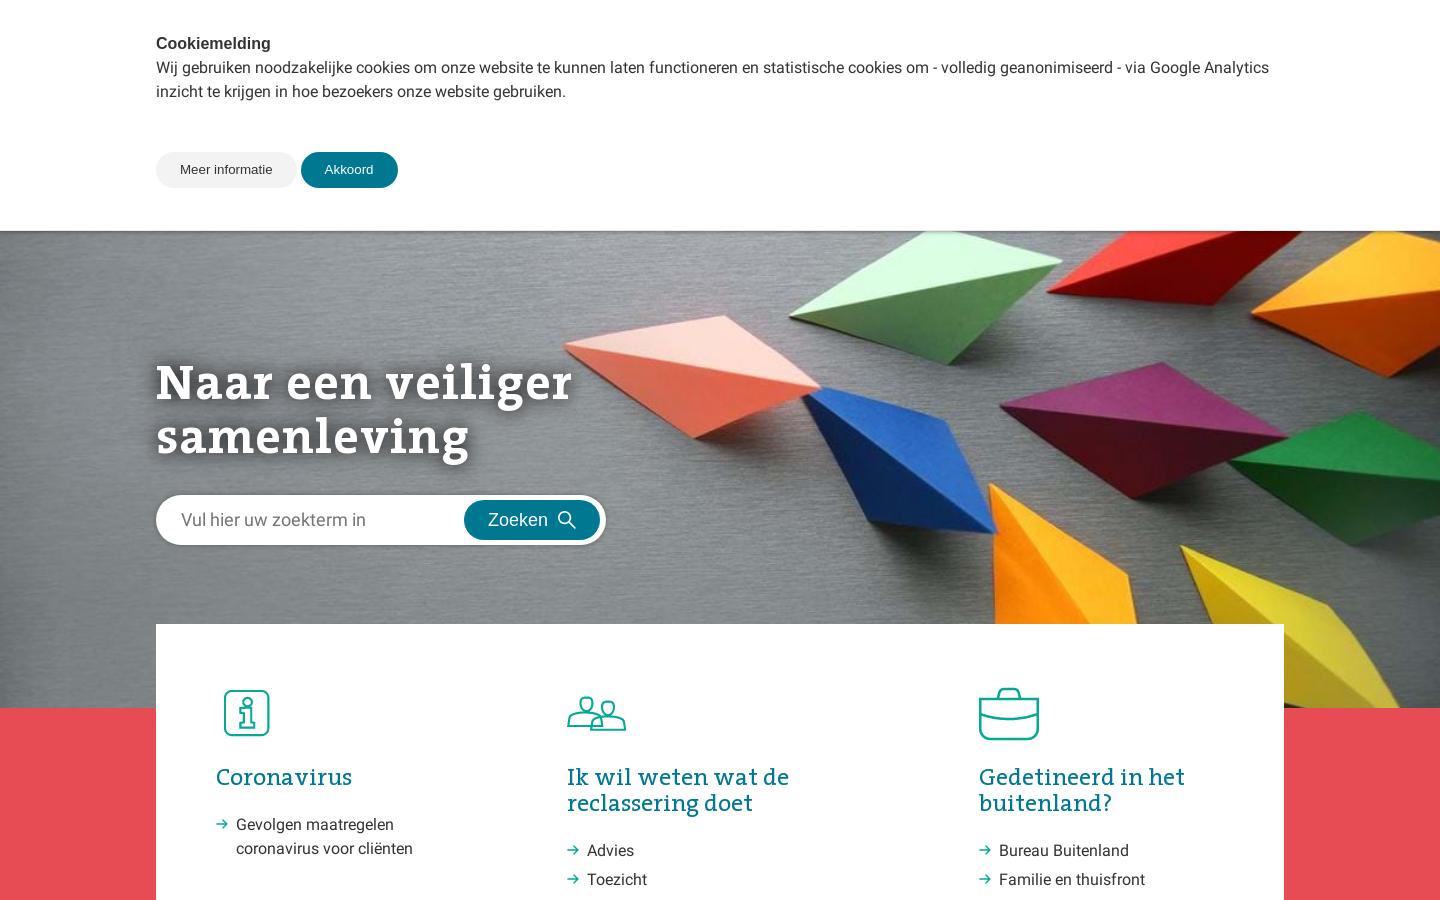 Cookiemelding
Wij gebruiken noodzakelijke cookies om onze website te kunnen laten functioneren en statistische cookies om - volledig geanonimiseerd - via Google Analytics
inzicht te krijgen in hoe bezoekers onze website gebruiken.
Meer informatie
Akkoord
Naar een veiliger
samenleving
Vul hier uw zoekterm in
Zoeken
Coronavirus
Gevolgen maatregelen
coronavirus voor cliënten
Ik wil weten wat de
reclassering doet
Advies
Toezicht
Gedetineerd in het
buitenland?
Bureau Buitenland
Familie en thuisfront